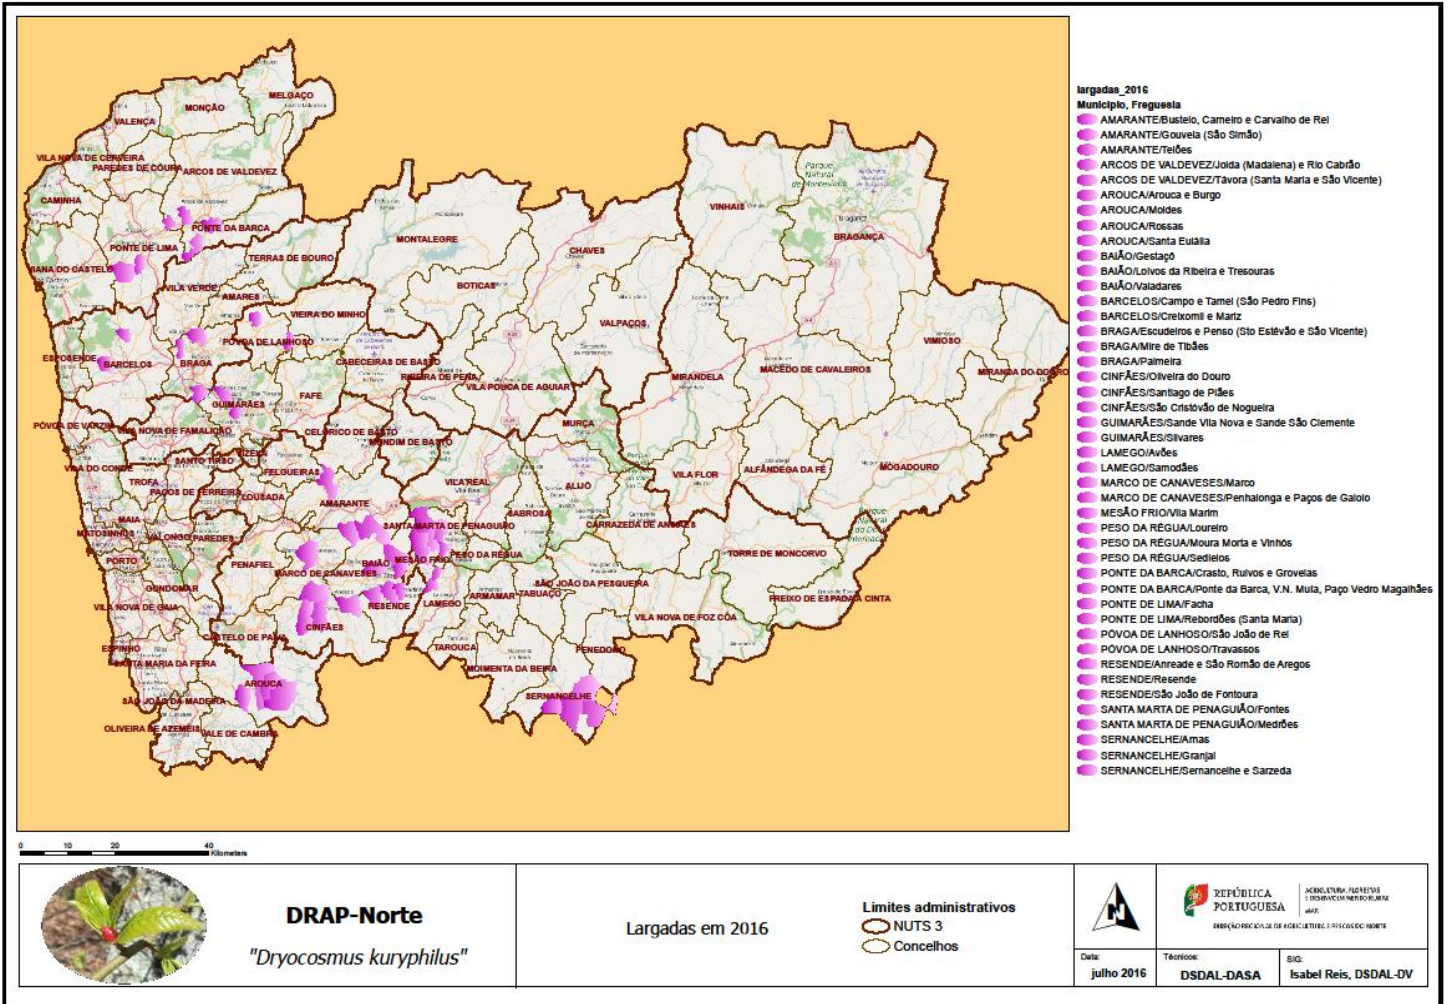 MELGAÇO
MONÇÃO
VALENÇA
VILA NOVA DE CERVEIRA
PAREDES DE COURA
ARCOS DE VALDEVEZ
CAMINHA
PONTE DA BARCA
PONTE DE LIMA
VIANA DO CASTELO
TERRAS DE BOURO
MONTALEGRE
CHAVES
VINHAIS
Parque
Natural
Bragança
BRAGANÇA
VILA VERDE
AMARES
BOTICAS
VIEIRA DO MINHO
VALPAÇOS
PÓVOA DE LANHOSO
VIMIOSO
ESPOSENDE
BARCELOS
BRAGA
CABECEIRAS DE BASTO
RIBEIRA DE PENA
VILA POUCA DE AGUIAR
MIRANDELA
MACEDO DE CAVALEIROS
MIRANDA DO DOURO
FAFE
GUIMARÃES
PÓVOA DE VARZIM
VILA NOVA DE FAMALICÃO
CELORICO DE BASTO
MONDIM DE BASTO
MURÇA
VIZELA
SANTO TIRSO
VILA DO CONDE
FELGUEIRAS
TROFA
PAÇOS DE FERREIRA
LOUSADA
AMARANTE
VILA REAL
ALIJÓ
VILA FLOR
ALFÂNDEGA DA FÉ
MOGADOURO
SABROSA
MAIA
MATOSINHOS
VALONGO
PAREDES
SANTA MARTA DE PENAGUIÃO
CARRAZEDA DE ANSIÃES
PORTO
PENAFIEL
BAIÃO
MESÃO FRIO
PESO DA RÉGUA
TORRE DE MONCORVO
MARCO DE CANAVESES
GONDOMAR
SÃO JOÃO DA PESQUEIRA
VILA NOVA DE GAIA
RESENDE
LAMEGO
ARMAMAR
TABUAÇO
FREIXO DE ESPADA À CINTA
CINFÃES
VILA NOVA DE FOZ CÔA
CASTELO DE PAIVA
ESPINHO
TAROUCA
PENEDONO
SANTA MARIA DA FEIRA
MOIMENTA DA BEIRA
AROUCA
SERNANCELHE
SÃO JOÃO DA MADEIRA
OLIVEIRA DE AZEMÉIS
VALE DE CAMBRA
largadas_2016
Município, Freguesia
AMARANTE/Bustelo, Carneiro e Carvalho de Rei
AMARANTE/Gouveia (São Simão)
AMARANTE/Telões
ARCOS DE VALDEVEZ/Jolda (Madalena) e Rio Cabrão
ARCOS DE VALDEVEZ/Távora (Santa Maria e São Vicente)
AROUCA/Arouca e Burgo
AROUCA/Moldes
AROUCA/Rossas
AROUCA/Santa Eulália
BAIÃO/Gestaçô
BAIÃO/Loivos da Ribeira e Tresouras
BAIÃO/Valadares
BARCELOS/Campo e Tamel (São Pedro Fins)
BARCELOS/Creixomil e Mariz
BRAGA/Escudeiros e Penso (Sto Estêvão e São Vicente)
BRAGA/Mire de Tibães
BRAGA/Palmeira
CINFÃES/Oliveira do Douro
CINFÃES/Santiago de Piães
CINFÃES/São Cristóvão de Nogueira
GUIMARÃES/Sande Vila Nova e Sande São Clemente
GUIMARÃES/Silvares
LAMEGO/Avões
LAMEGO/Samodães
MARCO DE CANAVESES/Marco
MARCO DE CANAVESES/Penhalonga e Paços de Gaiolo
MESÃO FRIO/Vila Marim
PESO DA RÉGUA/Loureiro
PESO DA RÉGUA/Moura Morta e Vinhós
PESO DA RÉGUA/Sedielos
PONTE DA BARCA/Crasto, Ruivos e Grovelas
PONTE DA BARCA/Ponte da Barca, V.N. Muía, Paço Vedro Magalhães
PONTE DE LIMA/Facha
PONTE DE LIMA/Rebordões (Santa Maria)
PÓVOA DE LANHOSO/São João de Rei
PÓVOA DE LANHOSO/Travassos
RESENDE/Anreade e São Romão de Aregos
RESENDE/Resende
RESENDE/São João de Fontoura
SANTA MARTA DE PENAGUIÃO/Fontes
SANTA MARTA DE PENAGUIÃO/Medrões
SERNANCELHE/Arnas
SERNANCELHE/Granjal
SERNANCELHE/Sernancelhe e Sarzeda
0 10 20 40
Kilometers
DRAP-Norte
"Dryocosmus kuryphilus"
Largadas em 2016
Limites administrativos
NUTS 3
Concelhos
N
REPÚBLICA
PORTUGUESA
AGRICULTURA, FLORESTAS
E DESENVOLVIMENTO RURAL
DIREÇÃO REGIONAL DE AGRICULTURA E PESCAS DO NORTE
Data:
julho 2016
Técnicos:
DSDAL-DASA
SIG:
Isabel Reis, DSDAL-DV